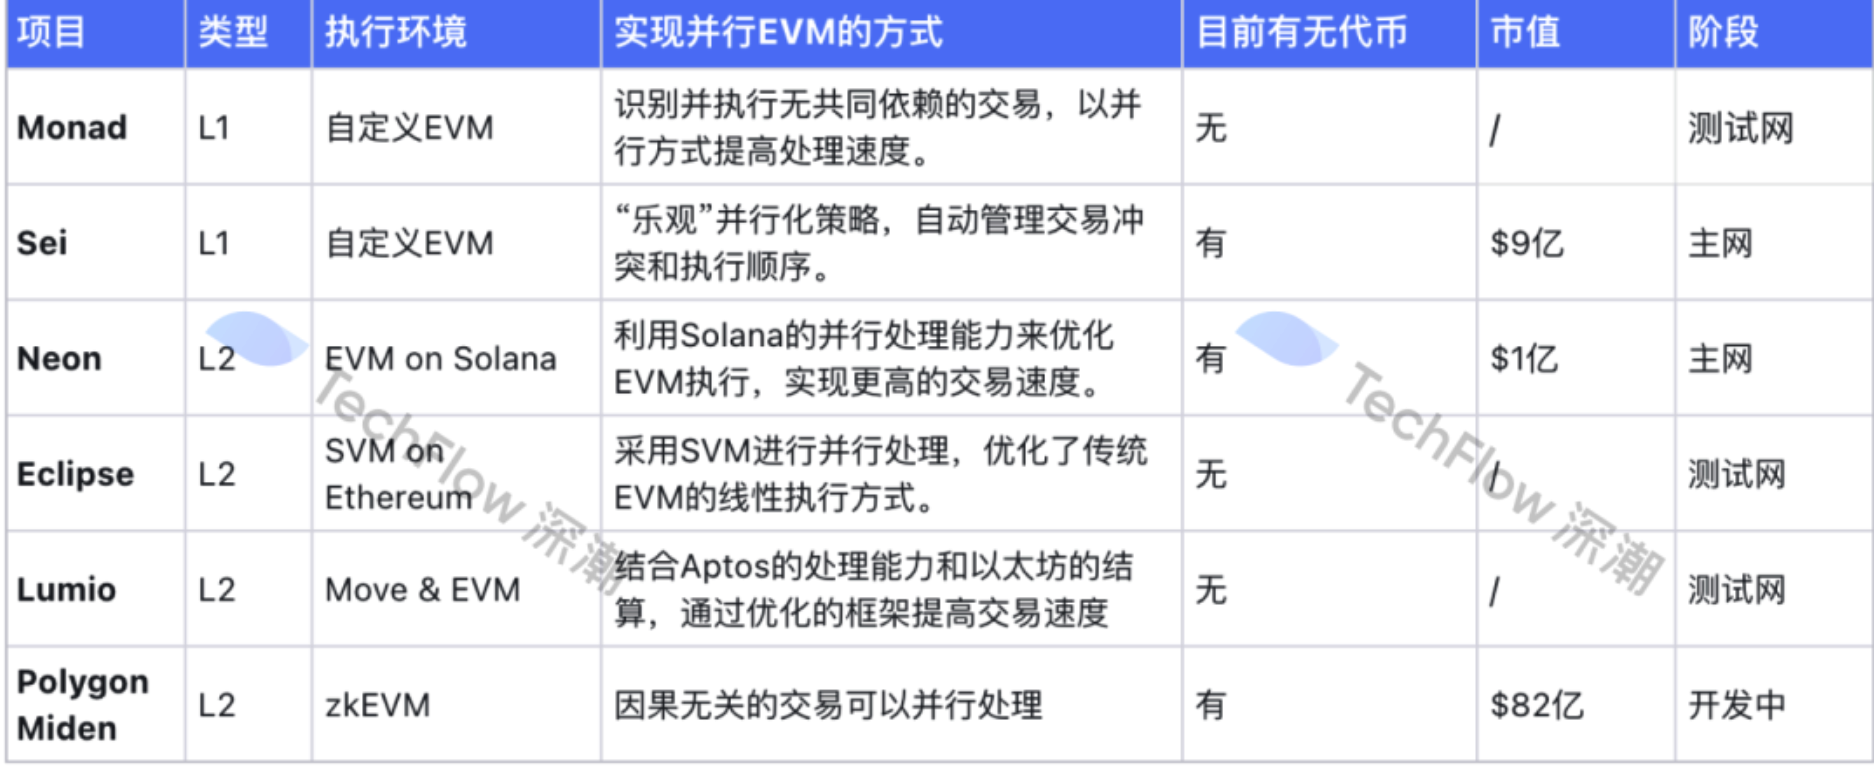 项目 类型 执行环境 实现并行EVM的方式 目前有无代币 市值 阶段
Monad L1 自定义EVM 识别并执行无共同依赖的交易，以并
行方式提高处理速度。 无 / 测试网
Sei L1 自定义EVM “乐观”并行化策略，自动管理交易冲
突和执行顺序。 有 $9亿 主网
Neon L2 EVM on Solana 利用Solana的并行处理能力来优化
EVM执行，实现更高的交易速度。 有 $1亿 主网
Eclipse L2 SVM on
Ethereum 采用SVM进行并行处理，优化了传统
EVM的线性执行方式。 无 / 测试网
Lumio L2 Move & EVM 结合Aptos的处理能力和以太坊的结
算，通过优化的框架提高交易速度 无 / 测试网
Polygon
Miden L2 zkEVM 因果无关的交易可以并行处理 有 $82亿 开发中
TechFlow 深潮
TechFlow 深潮